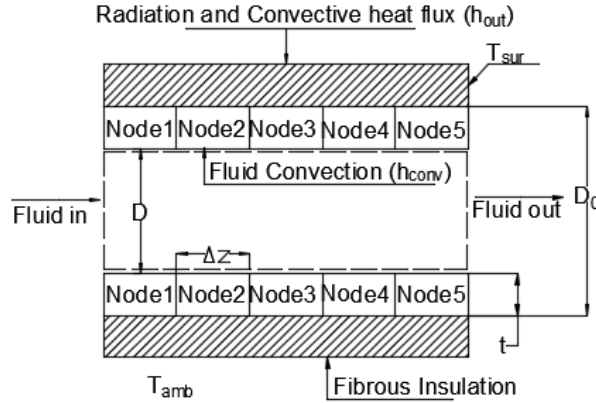 Radiation and Convective heat flux (hout)
Tsur
Node1 Node2 Node3 Node4 Node5
Fluid Convection (hconv)
Fluid in
D
Fluid out
D0
Δz
Node1 Node2 Node3 Node4 Node5
t
Tamb
Fibrous Insulation